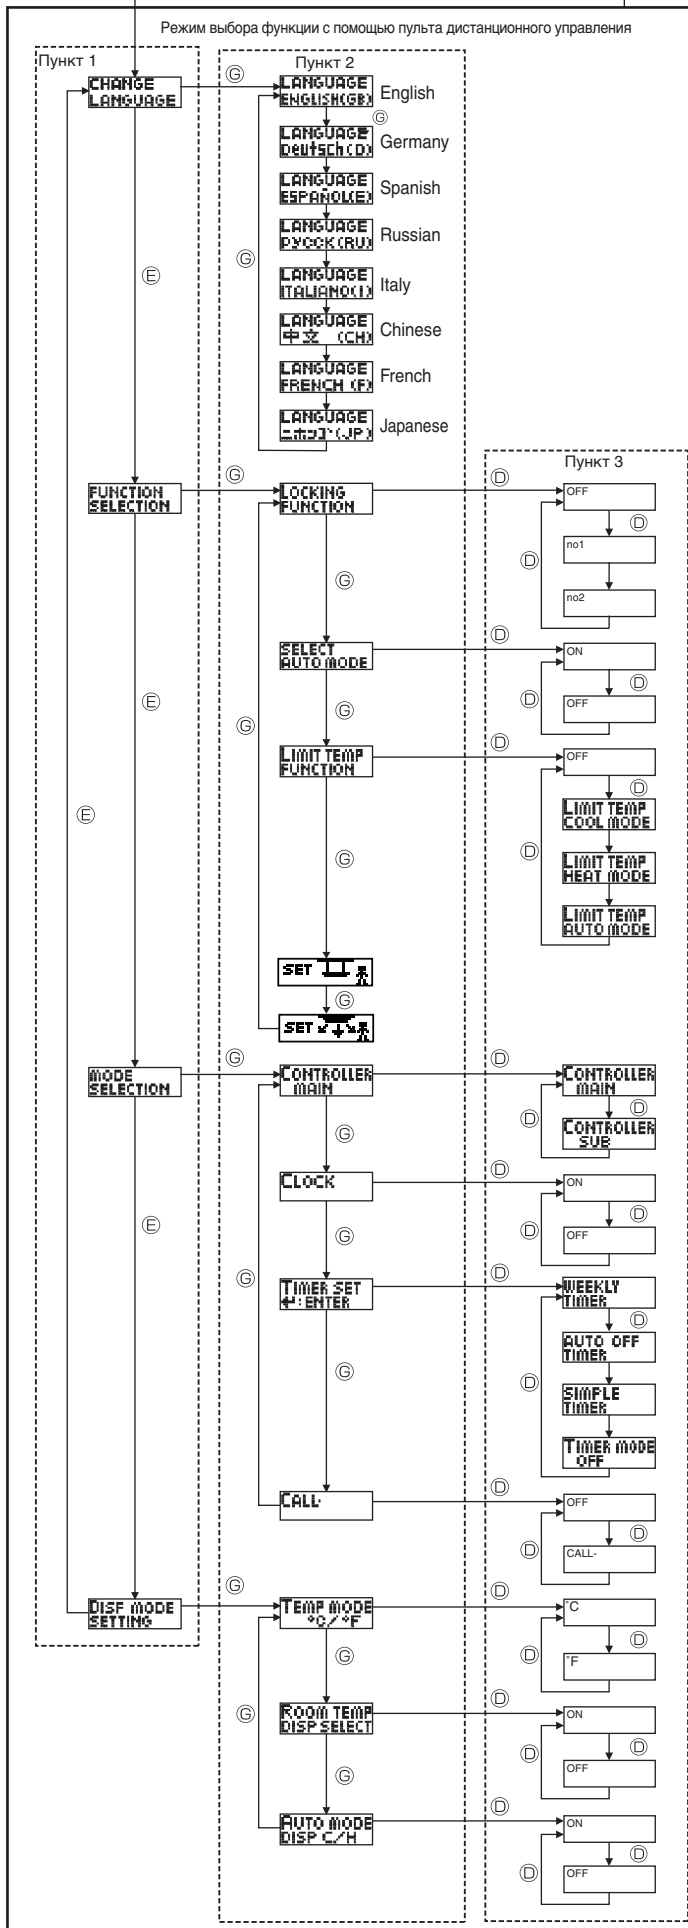 Режим выбора функции с помощью пульта дистанционного управления
Пункт 1
Пункт 2
CHANGE
LANGUAGE
Ⓖ
LANGUAGE
ENGLISH(GB)
English
Ⓖ
LANGUAGE
Deutsch(D)
Germany
LANGUAGE
ESPAÑOL(E)
Spanish
LANGUAGE
РУССК(RU)
Russian
Ⓖ
Ⓔ
LANGUAGE
ITALIANO(I)
Italy
LANGUAGE
中文 (CH)
Chinese
LANGUAGE
FRENCH (F)
French
LANGUAGE
ニホンゴ(JP)
Japanese
Пункт 3
FUNCTION
SELECTION
Ⓖ
LOCKING
FUNCTION
Ⓓ
OFF
Ⓓ
no1
Ⓓ
no2
Ⓖ
SELECT
AUTO MODE
Ⓓ
ON
Ⓓ
Ⓓ
OFF
Ⓔ
Ⓖ
Ⓖ
LIMIT TEMP
FUNCTION
Ⓓ
OFF
Ⓓ
LIMIT TEMP
COOL MODE
Ⓔ
Ⓖ
Ⓓ
LIMIT TEMP
HEAT MODE
LIMIT TEMP
AUTO MODE
SET
Ⓖ
SET
MODE
SELECTION
Ⓖ
CONTROLLER
MAIN
Ⓓ
CONTROLLER
MAIN
Ⓓ
Ⓓ
CONTROLLER
SUB
Ⓖ
CLOCK
Ⓓ
ON
Ⓓ
Ⓓ
OFF
Ⓔ
Ⓖ
Ⓖ
TIMER SET
↵:ENTER
Ⓓ
WEEKLY
TIMER
Ⓓ
AUTO OFF
TIMER
Ⓓ
SIMPLE
TIMER
TIMER MODE
OFF
Ⓖ
CALL-
Ⓓ
OFF
Ⓓ
Ⓓ
CALL-
DISP MODE
SETTING
Ⓖ
TEMP MODE
°C/°F
Ⓓ
°C
Ⓓ
Ⓓ
°F
Ⓖ
Ⓖ
ROOM TEMP
DISP SELECT
Ⓓ
ON
Ⓓ
Ⓓ
OFF
Ⓖ
AUTO MODE
DISP C/H
Ⓓ
ON
Ⓓ
Ⓓ
OFF